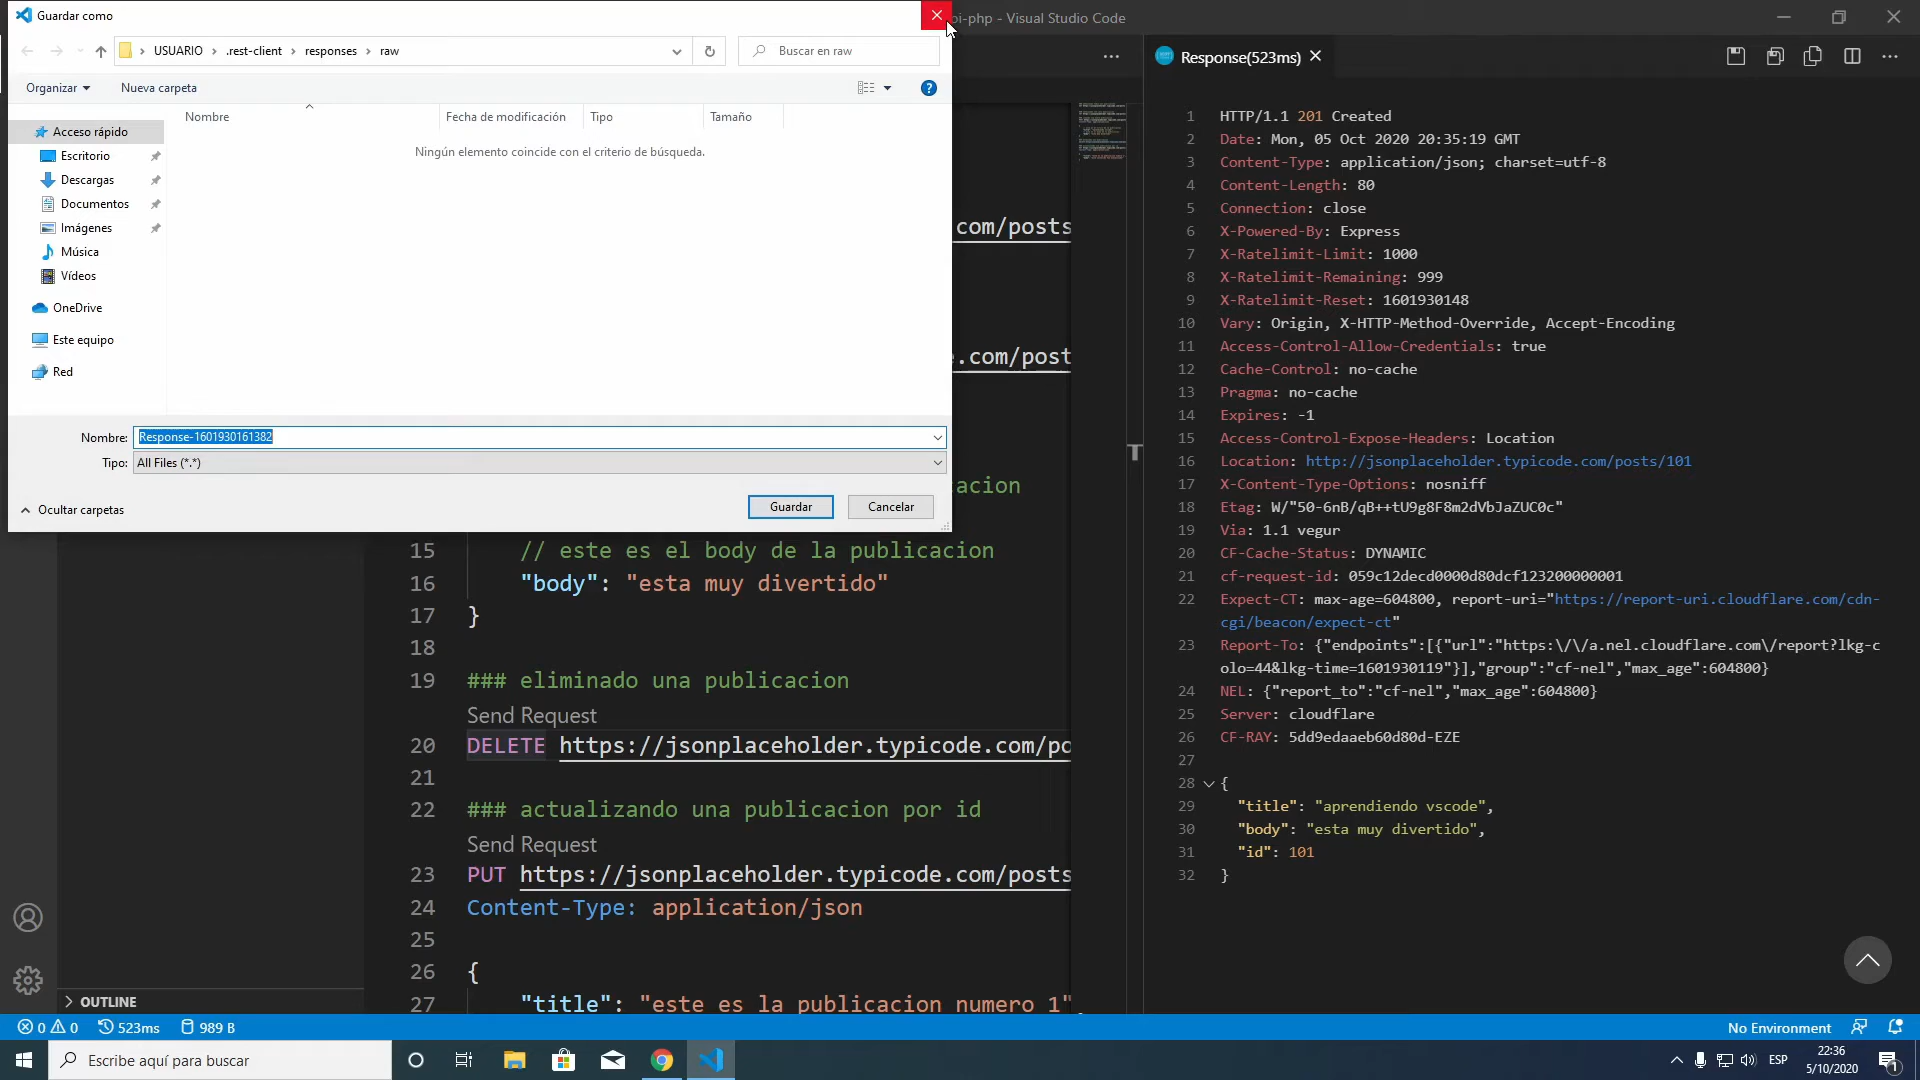 Guardar como
pi-php - Visual Studio Code
USUARIO > .rest-client > responses > raw
Buscar en raw
Organizar
Nueva carpeta
Nombre
Fecha de modificación
Tipo
Tamaño
Ningún elemento coincide con el criterio de búsqueda.
Acceso rápido
Escritorio
Descargas
Documentos
Imágenes
Música
Vídeos
OneDrive
Este equipo
Red
Nombre: Response-1601930161382
Tipo: All Files (*.*)
Ocultar carpetas
Guardar
Cancelar
com/posts
.com/post
acacion
15 // este es el body de la publicacion
16 "body": "esta muy divertido"
17 }
18
19 ### eliminado una publicacion
Send Request
20 DELETE https://jsonplaceholder.typicode.com/po
21
22 ### actualizando una publicacion por id
Send Request
23 PUT https://jsonplaceholder.typicode.com/posts
24 Content-Type: application/json
25
26 {
27 "title": "este es la publicacion numero 1"
OUTLINE
Response(523ms)
1 HTTP/1.1 201 Created
2 Date: Mon, 05 Oct 2020 20:35:19 GMT
3 Content-Type: application/json; charset=utf-8
4 Content-Length: 80
5 Connection: close
6 X-Powered-By: Express
7 X-Ratelimit-Limit: 1000
8 X-Ratelimit-Remaining: 999
9 X-Ratelimit-Reset: 1601930148
10 Vary: Origin, X-HTTP-Method-Override, Accept-Encoding
11 Access-Control-Allow-Credentials: true
12 Cache-Control: no-cache
13 Pragma: no-cache
14 Expires: -1
15 Access-Control-Expose-Headers: Location
16 Location: http://jsonplaceholder.typicode.com/posts/101
17 X-Content-Type-Options: nosniff
18 Etag: W/"50-6nB/qB++tU9g8F8m2dVbJaZUC0c"
19 Via: 1.1 vegur
20 CF-Cache-Status: DYNAMIC
21 cf-request-id: 059c12decd0000d80dcf123200000001
22 Expect-CT: max-age=604800, report-uri="https://report-uri.cloudflare.com/cdn-
cgi/beacon/expect-ct"
23 Report-To: {"endpoints":[{"url":"https:\/\/a.nel.cloudflare.com\/report?lkg-c
olo=44&lkg-time=1601930119"}],"group":"cf-nel","max_age":604800}
24 NEL: {"report_to":"cf-nel","max_age":604800}
25 Server: cloudflare
26 CF-RAY: 5dd9edaaeb60d80d-EZE
27
28 {
29 "title": "aprendiendo vscode",
30 "body": "esta muy divertido",
31 "id": 101
32 }
0 0 523ms 989 B
No Environment
Escribe aquí para buscar
ESP
22:36
5/10/2020
1